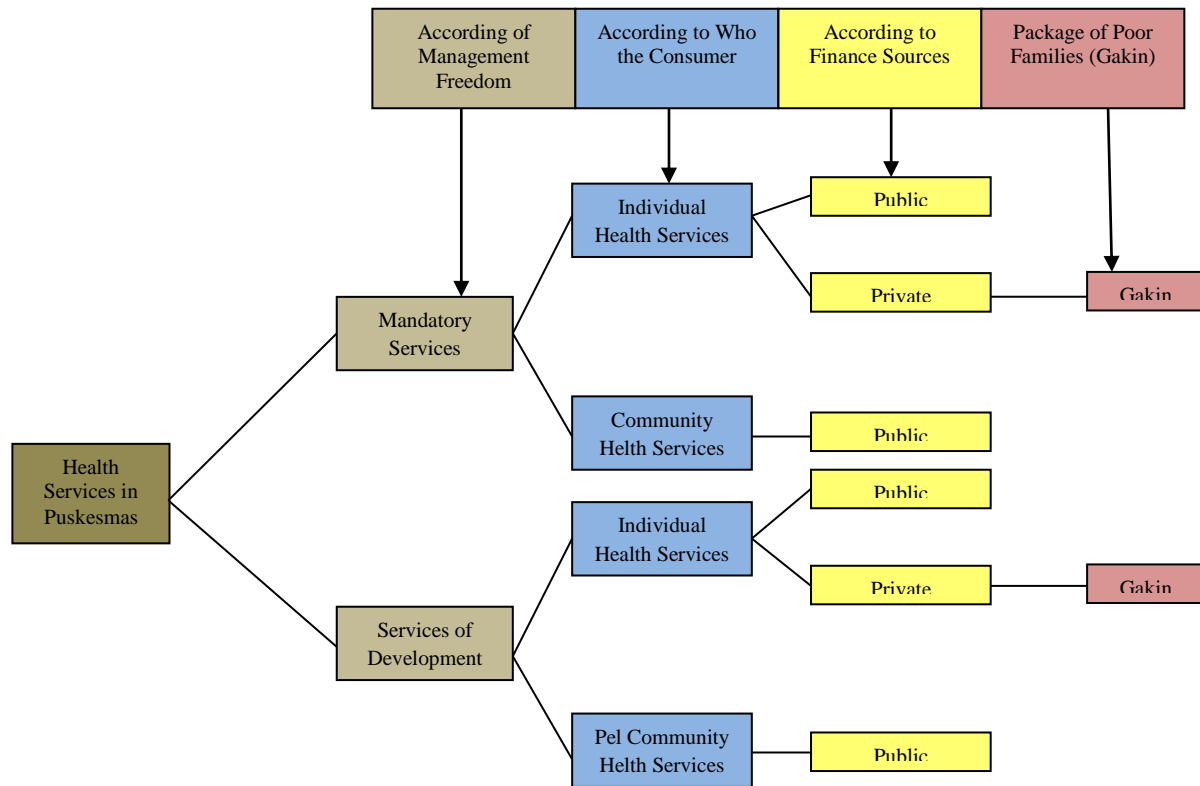 According of
Management
Freedom
According to Who
the Consumer
According to
Finance Sources
Package of Poor
Families (Gakin)
Individual
Health Services
Public
Private
Gakin
Mandatory
Services
Community
Helth Services
Public
Health
Services in
Puskesmas
Public
Individual
Health Services
Private
Gakin
Services of
Development
Pel Community
Helth Services
Public